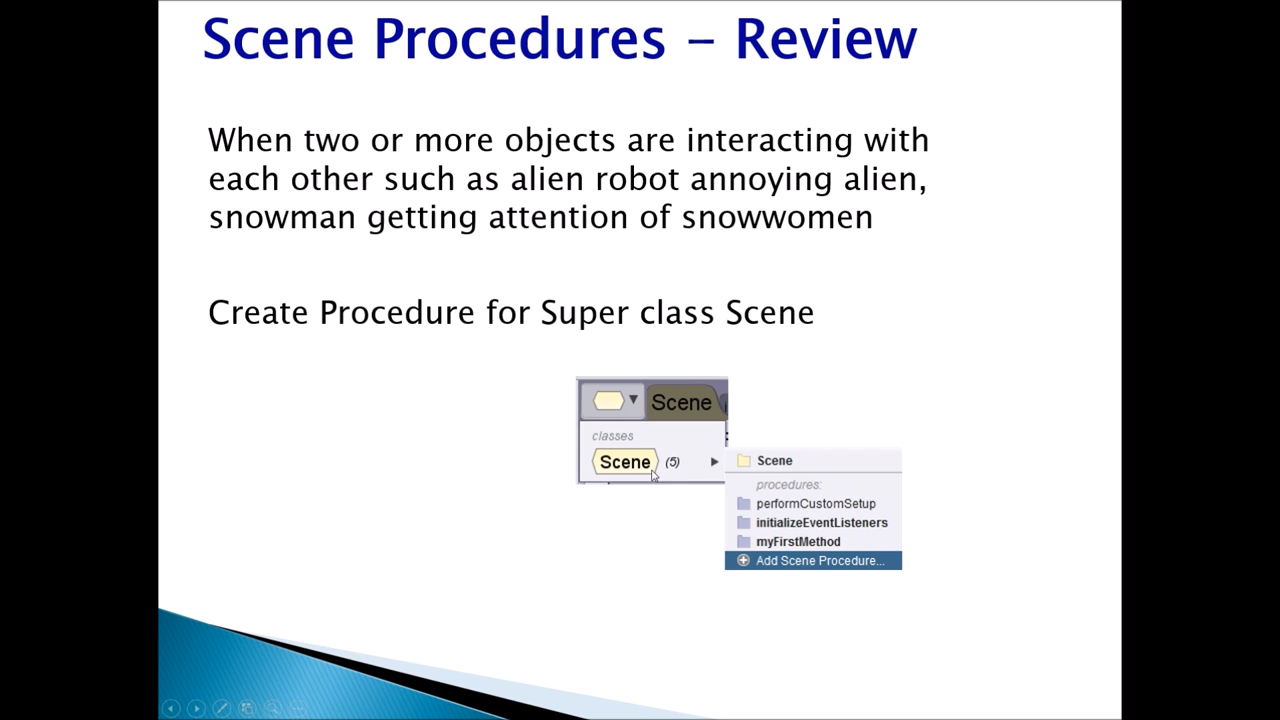 Scene Procedures – Review
When two or more objects are interacting with
each other such as alien robot annoying alien,
snowman getting attention of snowwomen
Create Procedure for Super class Scene
Scene
classes
Scene (5)
Scene
procedures:
performCustomSetup
initializeEventListeners
myFirstMethod
Add Scene Procedure...